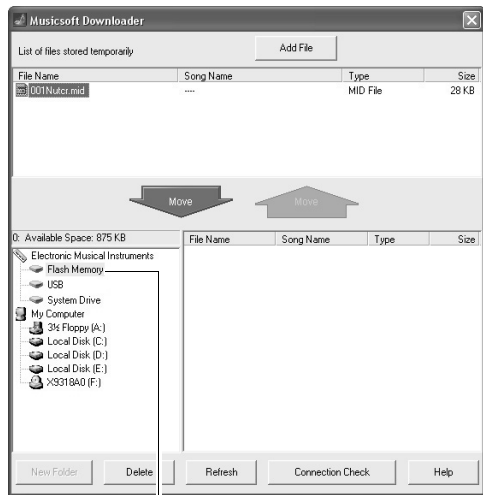 Musicsoft Downloader
List of files stored temporarily Add File
File Name Song Name Type Size
001Nutcr.mid ---- MID File 28 KB
Move Move
0: Available Space: 875 KB
File Name Song Name Type Size
Electronic Musical Instruments
Flash Memory
USB
System Drive
My Computer
3½ Floppy (A:)
Local Disk (C:)
Local Disk (D:)
Local Disk (E:)
X9318A0 (F:)
New Folder Delete Refresh Connection Check Help